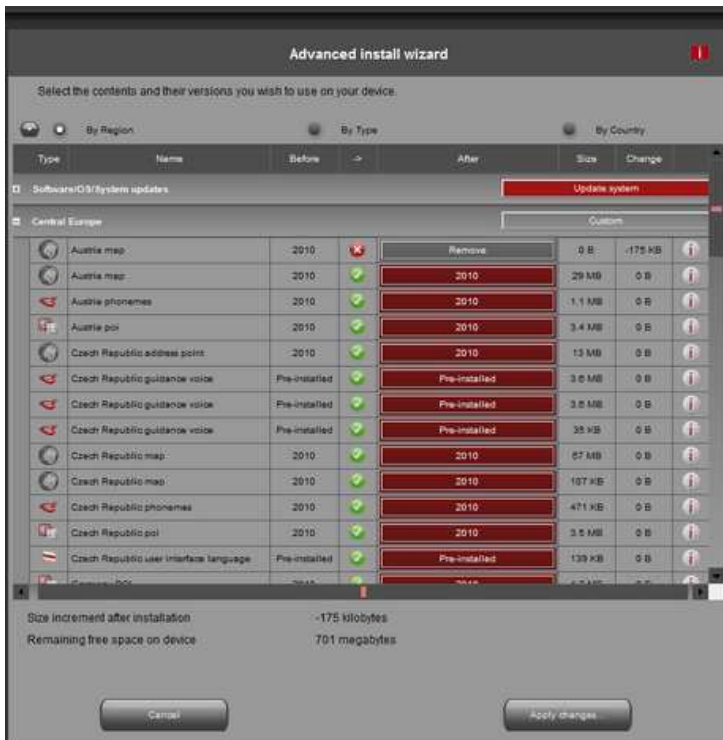 Advanced install wizard
Select the contents and their versions you wish to use on your device.
By Region By Type By Country
Type Name Before -> After Size Change
Software/OS/System updates Update system
Central Europe Custom
Austria map 2010 Remove 0 B -175 KB
Austria map 2010 2010 29 MB 0 B
Austria phonemes 2010 2010 1.1 MB 0 B
Austria poi 2010 2010 3.4 MB 0 B
Czech Republic address point 2010 2010 13 MB 0 B
Czech Republic guidance voice Pre-installed Pre-installed 3.6 MB 0 B
Czech Republic guidance voice Pre-installed Pre-installed 3.6 MB 0 B
Czech Republic guidance voice Pre-installed Pre-installed 35 KB 0 B
Czech Republic map 2010 2010 67 MB 0 B
Czech Republic map 2010 2010 187 KB 0 B
Czech Republic phonemes 2010 2010 471 KB 0 B
Czech Republic poi 2010 2010 3.5 MB 0 B
Czech Republic user interface language Pre-installed Pre-installed 139 KB 0 B
Germany POI
Size increment after installation -175 kilobytes
Remaining free space on device 701 megabytes
Cancel Apply changes...